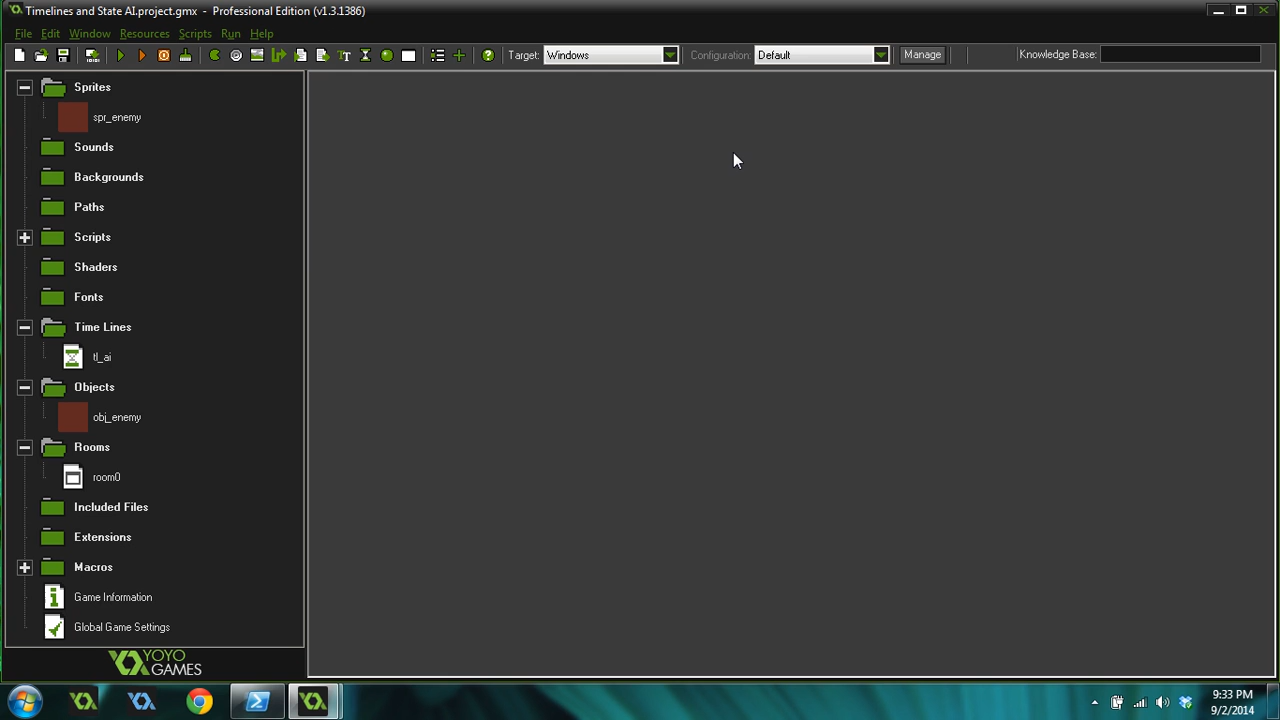 Timelines and State AI.project.gmx - Professional Edition (v1.3.1386)
File Edit Window Resources Scripts Run Help
Target: Windows Configuration: Default Manage Knowledge Base:
Sprites
spr_enemy
Sounds
Backgrounds
Paths
Scripts
Shaders
Fonts
Time Lines
tl_ai
Objects
obj_enemy
Rooms
room0
Included Files
Extensions
Macros
Game Information
Global Game Settings
YOYO
GAMES
9:33 PM
9/2/2014